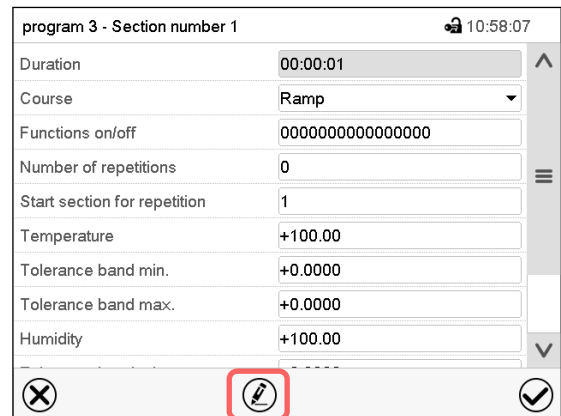 program 3 - Section number 1 10:58:07
Duration 00:00:01
Course Ramp
Functions on/off 0000000000000000
Number of repetitions 0
Start section for repetition 1
Temperature +100.00
Tolerance band min. +0.0000
Tolerance band max. +0.0000
Humidity +100.00